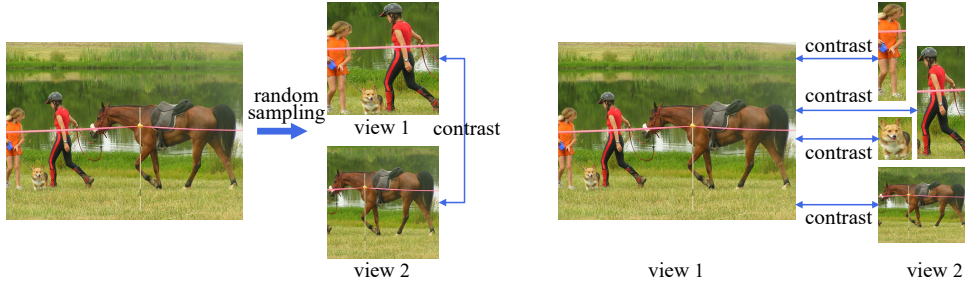 random
sampling
view 1
contrast
view 2
contrast
contrast
contrast
contrast
view 1
view 2